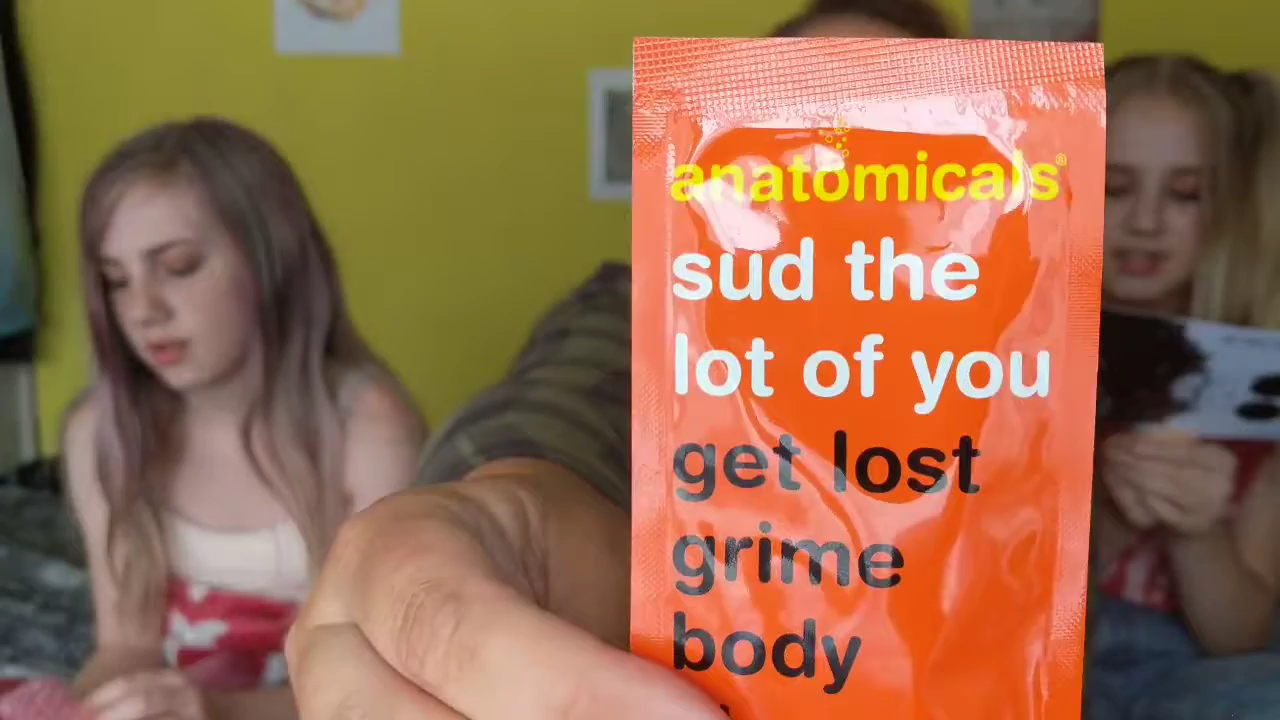 anatomicals®
sud the
lot of you
get lost
grime
body